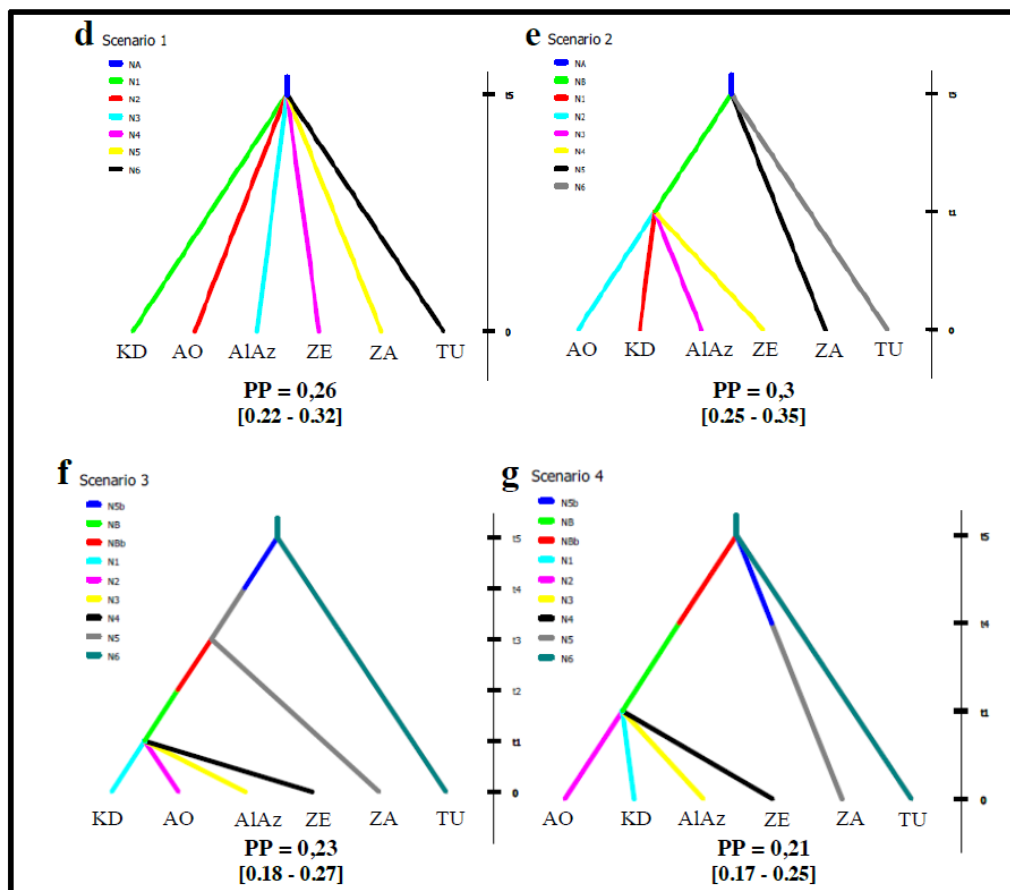 d Scenario 1
NA
N1
N2
N3
N4
N5
N6
t5
0
KD AO AlAz ZE ZA TU
PP = 0,26
[0.22 - 0.32]
e Scenario 2
NA
NB
N1
N2
N3
N4
N5
N6
t5
t1
0
AO KD AlAz ZE ZA TU
PP = 0,3
[0.25 - 0.35]
f Scenario 3
N5b
NB
NBb
N1
N2
N3
N4
N5
N6
t5
t4
t3
t2
t1
0
KD AO AlAz ZE ZA TU
PP = 0,23
[0.18 - 0.27]
g Scenario 4
N5b
NB
NBb
N1
N2
N3
N4
N5
N6
t5
t4
t1
0
AO KD AlAz ZE ZA TU
PP = 0,21
[0.17 - 0.25]